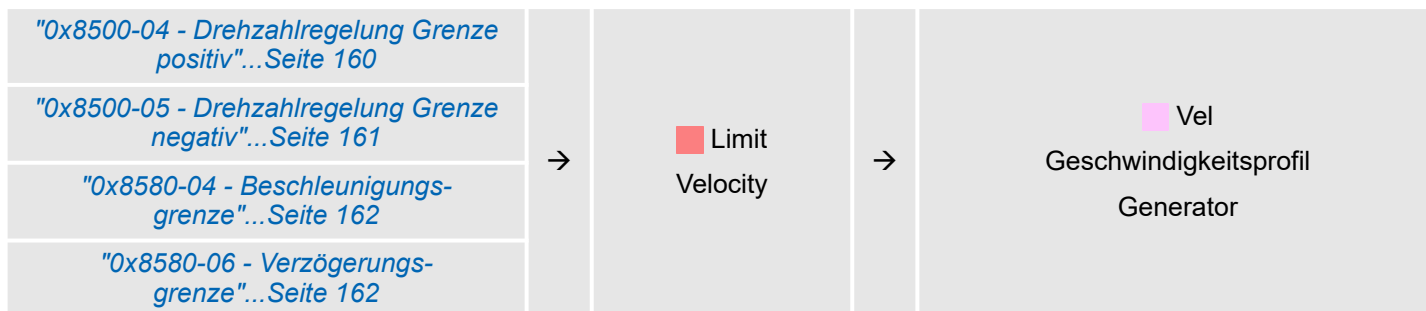 "0x8500-04 - Drehzahlregelung Grenze
positiv"...Seite 160
"0x8500-05 - Drehzahlregelung Grenze
negativ"...Seite 161
"0x8580-04 - Beschleunigungs-
grenze"...Seite 162
"0x8580-06 - Verzögerungs-
grenze"...Seite 162
→
Limit
Velocity
→
Vel
Geschwindigkeitsprofil
Generator